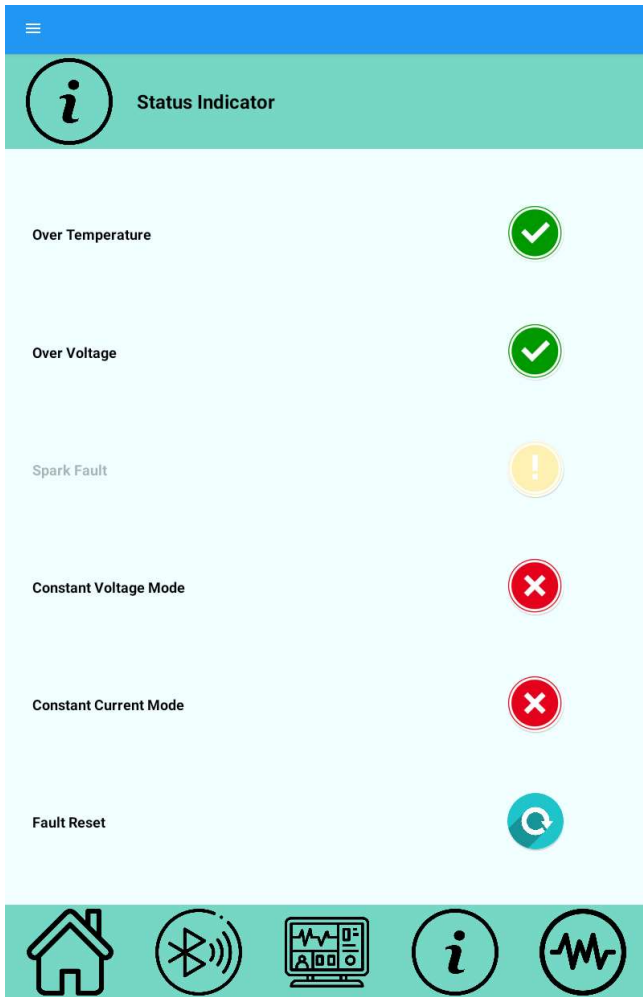 Status Indicator
Over Temperature
Over Voltage
Spark Fault
Constant Voltage Mode
Constant Current Mode
Fault Reset